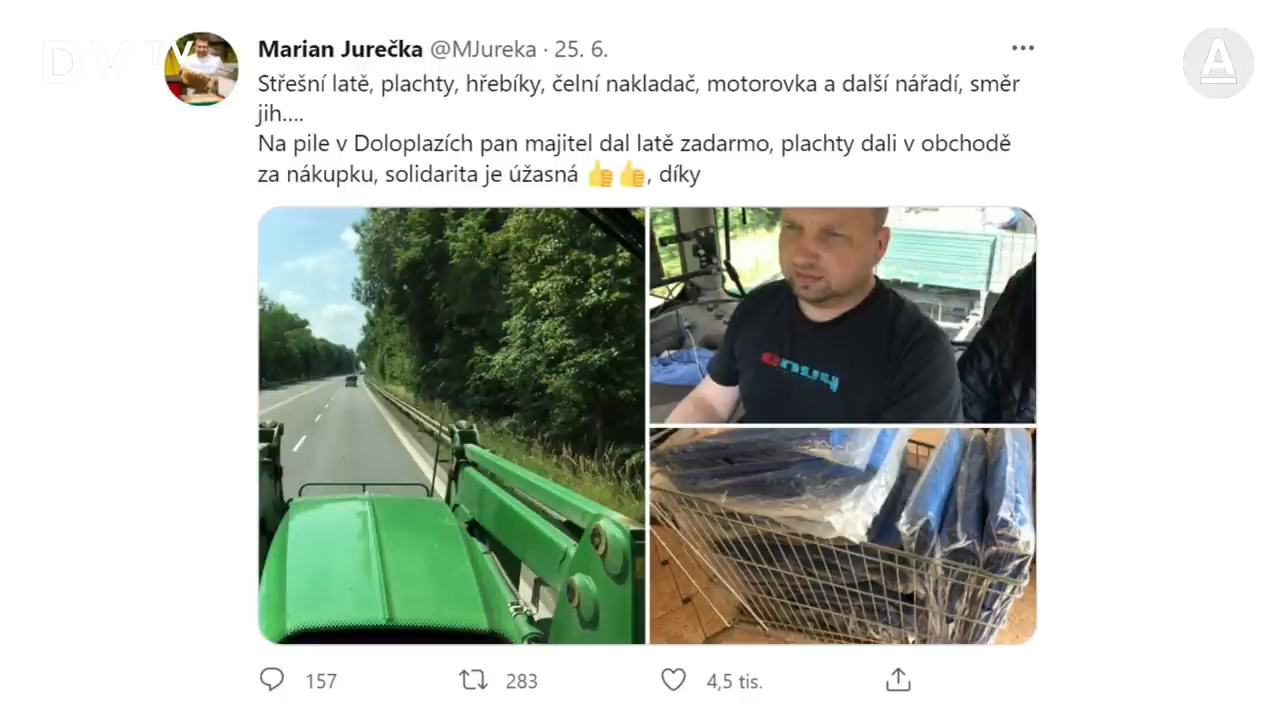 DVTV
Marian Jurečka @MJureka · 25. 6.
Střešní latě, plachty, hřebíky, čelní nakladač, motorovka a další nářadí, směr
jih....
Na pile v Doloplazích pan majitel dal latě zadarmo, plachty dali v obchodě
za nákupku, solidarita je úžasná 👍👍, díky
envy
157
283
4,5 tis.
A